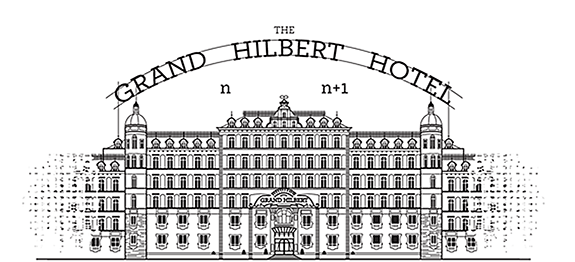 THE
GRAND HILBERT HOTEL
n n+1
GRAND HILBERT